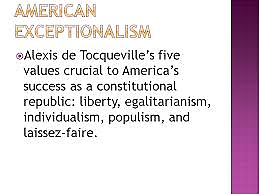 AMERICAN
EXCEPTIONALISM
Alexis de Tocqueville's five
values crucial to America's
success as a constitutional
republic: liberty, egalitarianism,
individualism, populism, and
laissez-faire.